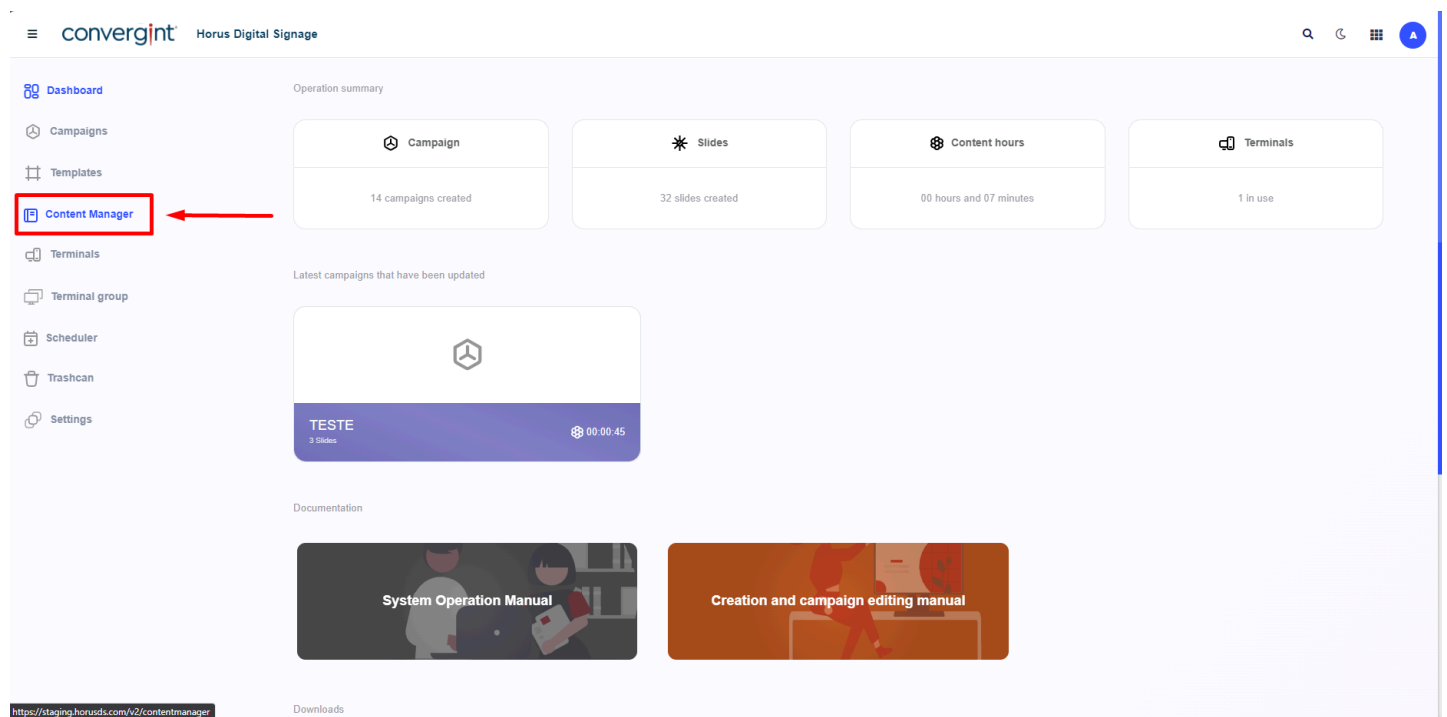 convergint Horus Digital Signage
A
Dashboard
Campaigns
Templates
Content Manager
Terminals
Terminal group
Scheduler
Trashcan
Settings
Operation summary
Campaign
14 campaigns created
Slides
32 slides created
Content hours
00 hours and 07 minutes
Terminals
1 in use
Latest campaigns that have been updated
TESTE
3 Slides
00:00:45
Documentation
System Operation Manual
Creation and campaign editing manual
Downloads
https://staging.horusds.com/v2/contentmanager